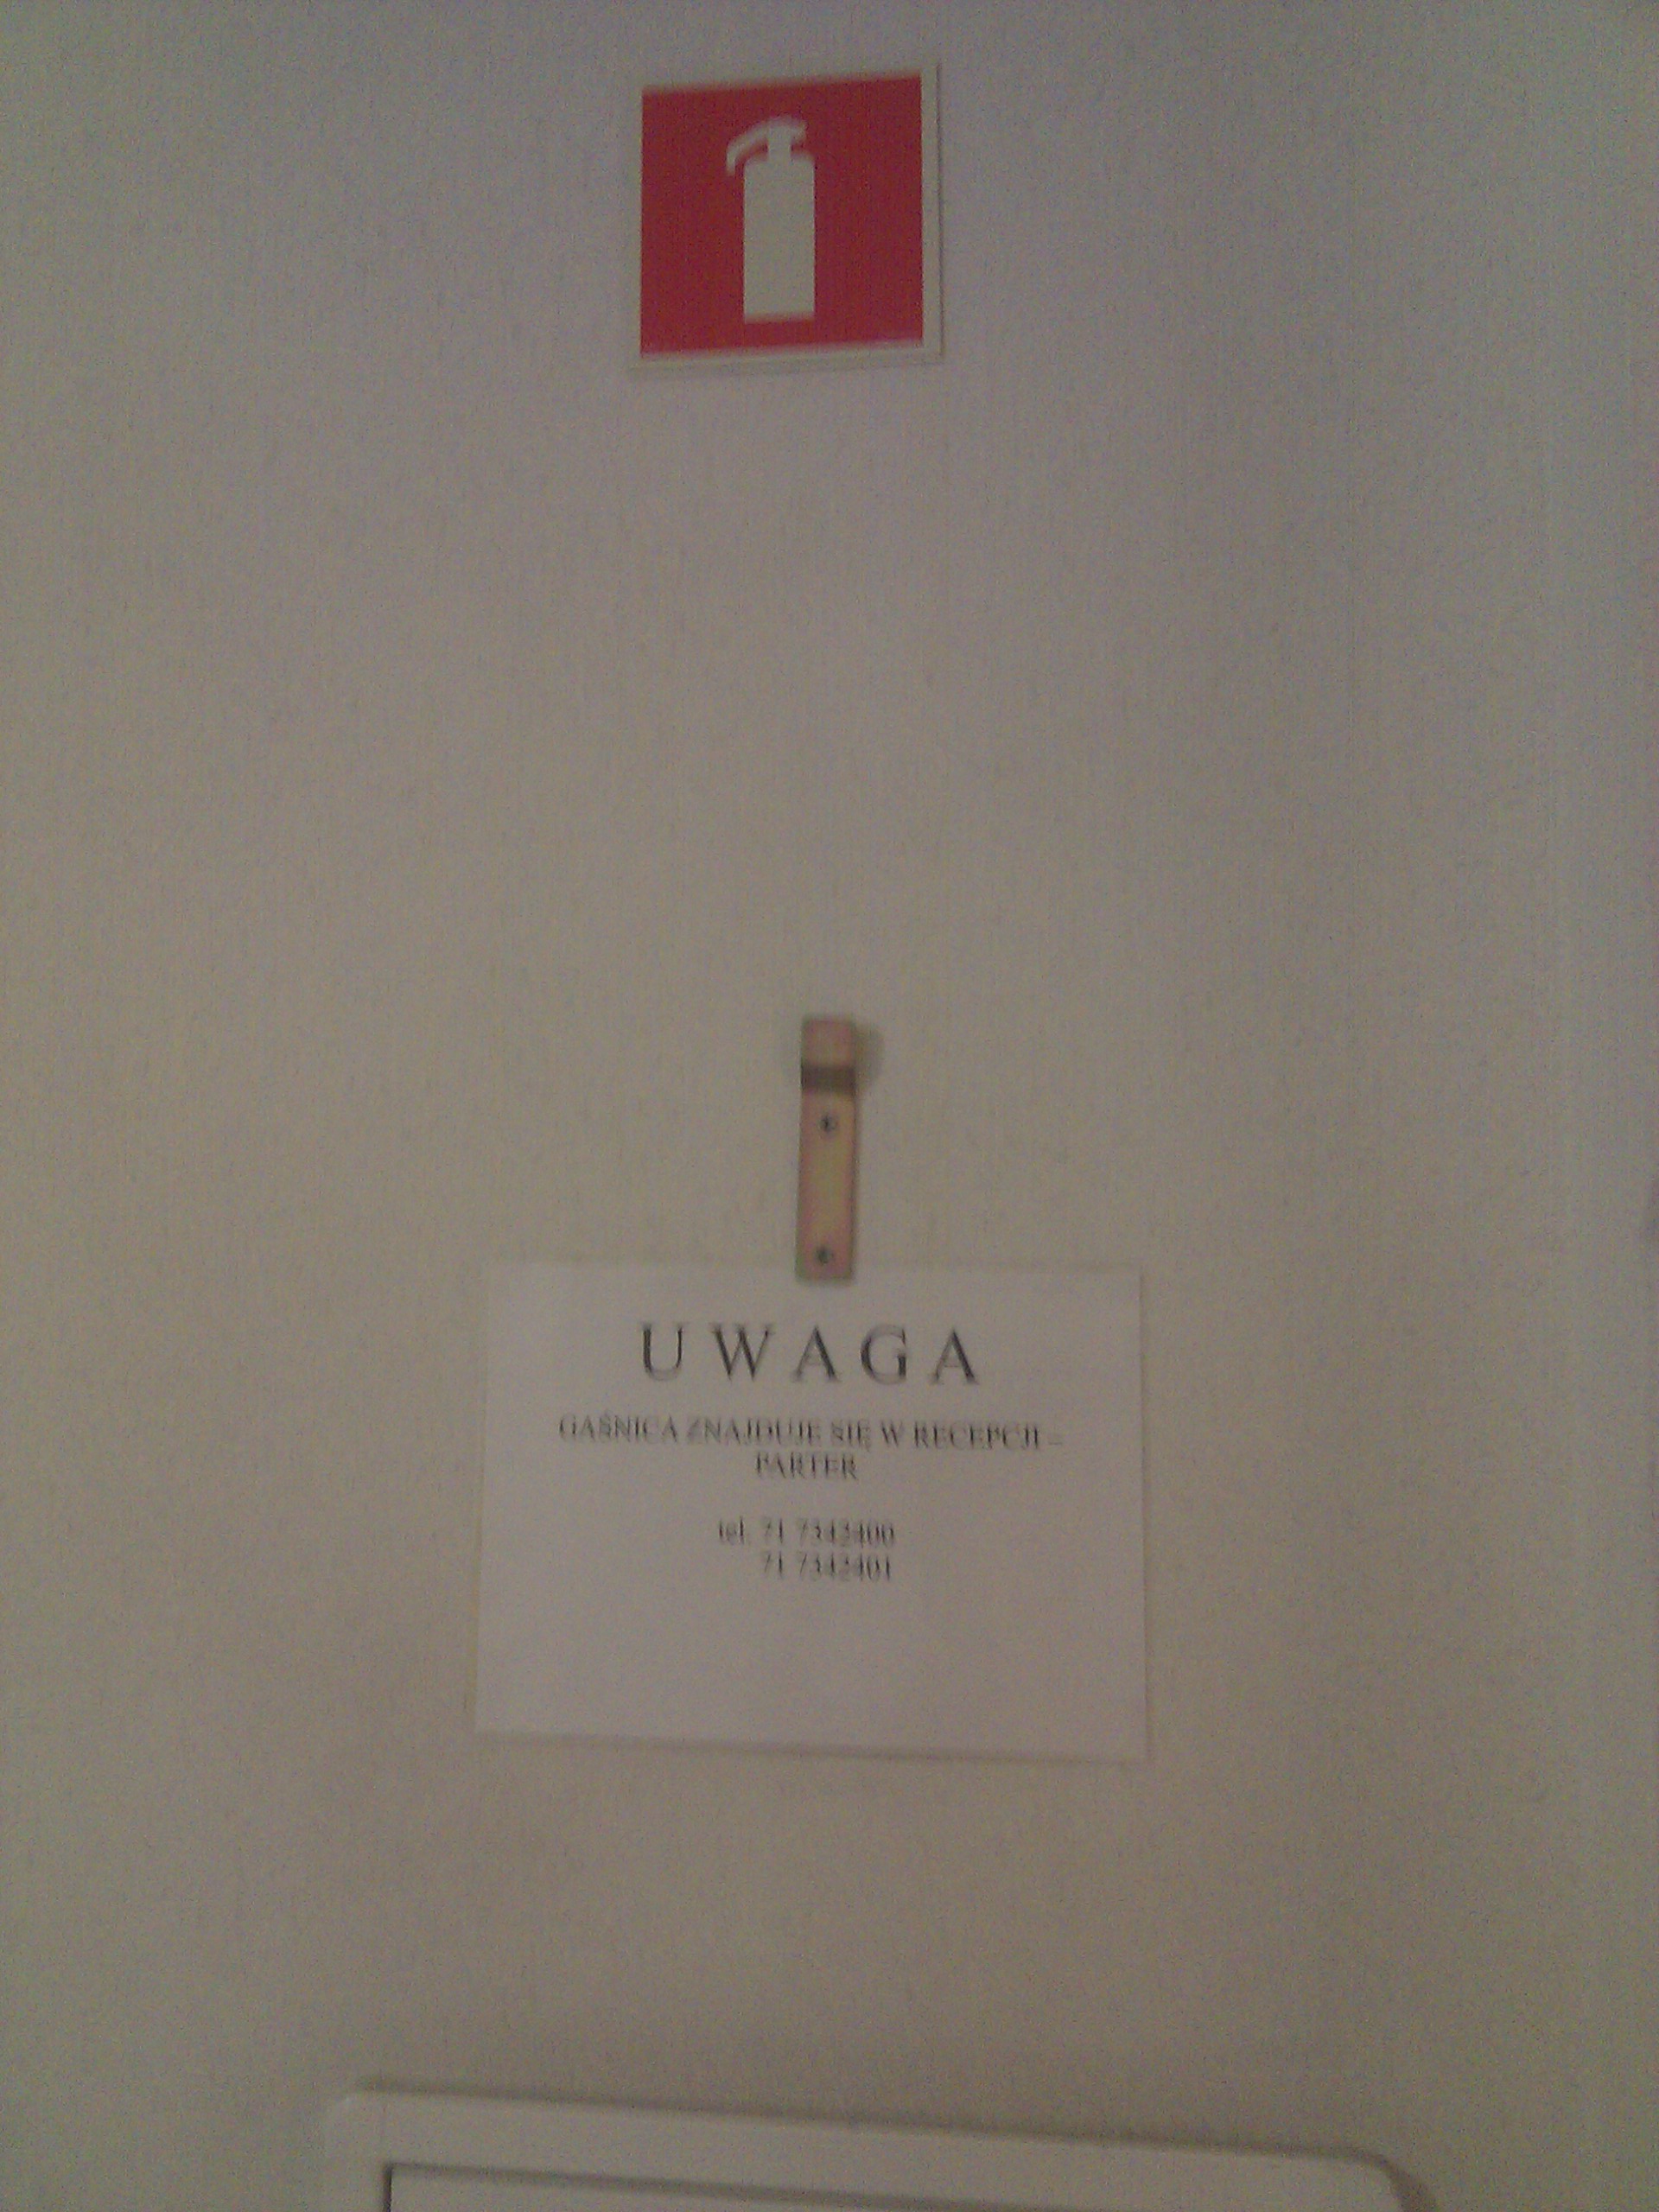 UWAGA
GAŚNICA ZNAJDUJE SIĘ W RECEPCJI –
PARTER
tel. 71 7342400
71 7342401